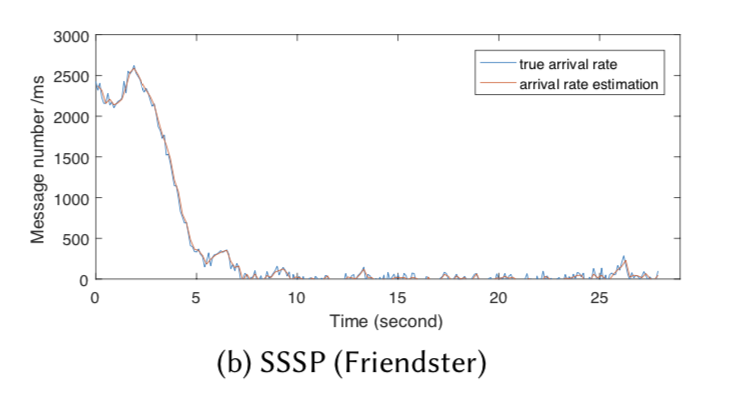 3000
2500
2000
1500
1000
500
0
Message number /ms
true arrival rate
arrival rate estimation
0 5 10 15 20 25
Time (second)
(b) SSSP (Friendster)